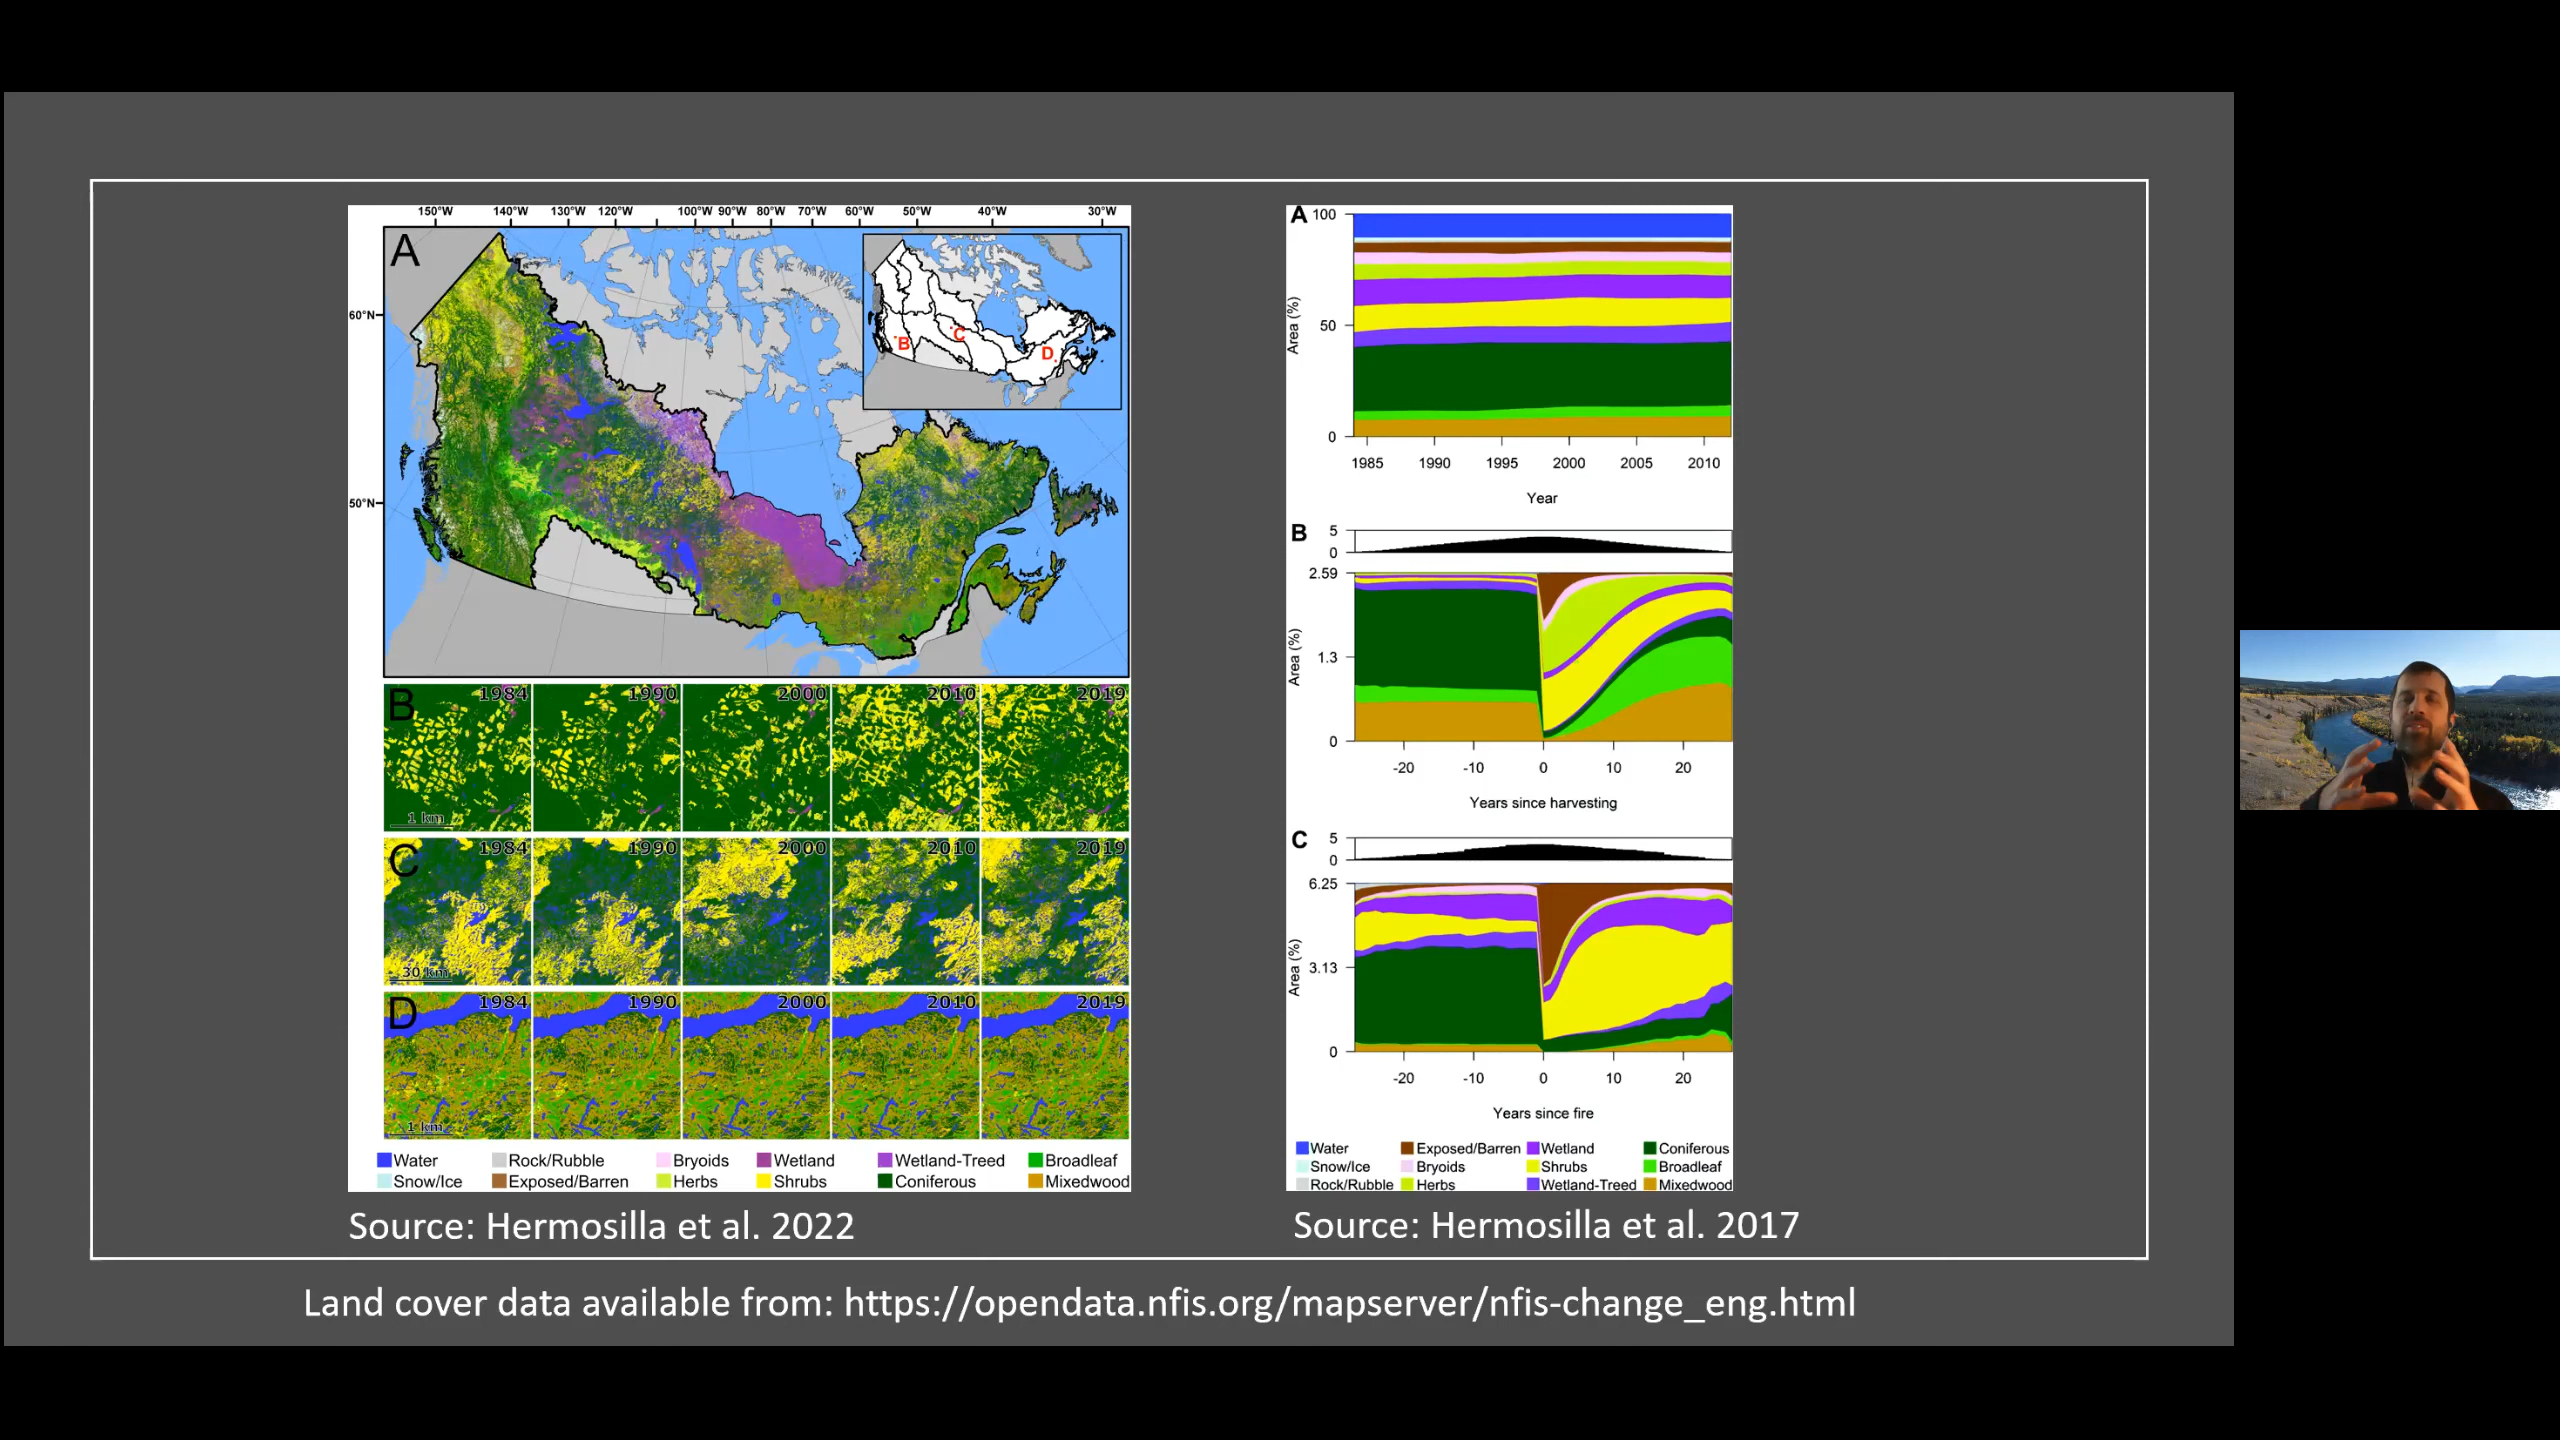 150°W 140°W 130°W 120°W 100°W 90°W 80°W 70°W 60°W 50°W 40°W 30°W
A
60°N
50°N
B
C
D
B 1984 1990 2000 2010 2019
1 km
C 1984 1990 2000 2010 2019
30 km
D 1984 1990 2000 2010 2019
1 km
Water Rock/Rubble Bryoids Wetland Wetland-Treed Broadleaf
Snow/Ice Exposed/Barren Herbs Shrubs Coniferous Mixedwood
Source: Hermosilla et al. 2022
A
100
50
0
Area (%)
1985 1990 1995 2000 2005 2010
Year
B
5
0
2.59
1.3
0
Area (%)
-20 -10 0 10 20
Years since harvesting
C
5
0
6.25
3.13
0
Area (%)
-20 -10 0 10 20
Years since fire
Water Exposed/Barren Wetland Coniferous
Snow/Ice Bryoids Shrubs Broadleaf
Rock/Rubble Herbs Wetland-Treed Mixedwood
Source: Hermosilla et al. 2017
Land cover data available from: https://opendata.nfis.org/mapserver/nfis-change_eng.html